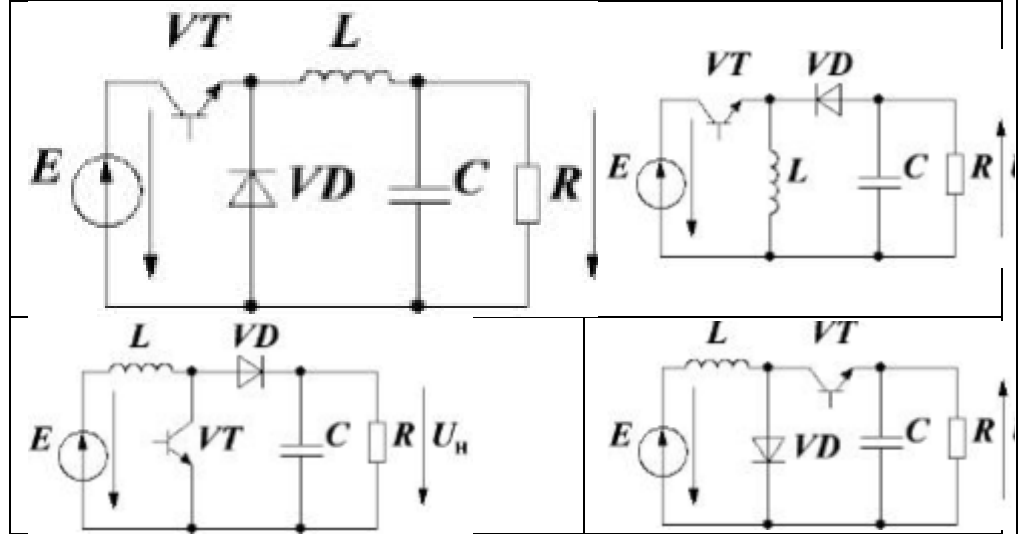 VT L
E VD C R
VT VD
E L C R
L VD
E VT C R Uн
L VT
E VD C R